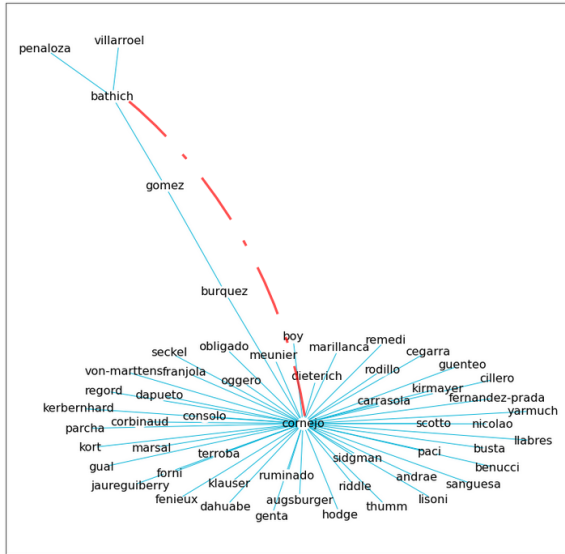 villarroel
penaloza
bathich
gomez
burquez
boy
remedi
obligado
marillanca
seckel
meunier
cegarra
guenteo
von-marttens
franjola
rodillo
dieterich
cillero
oggero
kirmayer
regord
dapueto
fernandez-prada
carrasola
kerbernhard
yarmuch
consolo
corbinaud
cornejo
scotto
nicolao
parcha
llabres
kort
marsal
busta
paci
terroba
sidgman
gual
benucci
forni
ruminado
andrae
jaureguiberry
klauser
sanguesa
riddle
fenieux
augsburger
lisoni
dahuabe
thumm
genta
hodge